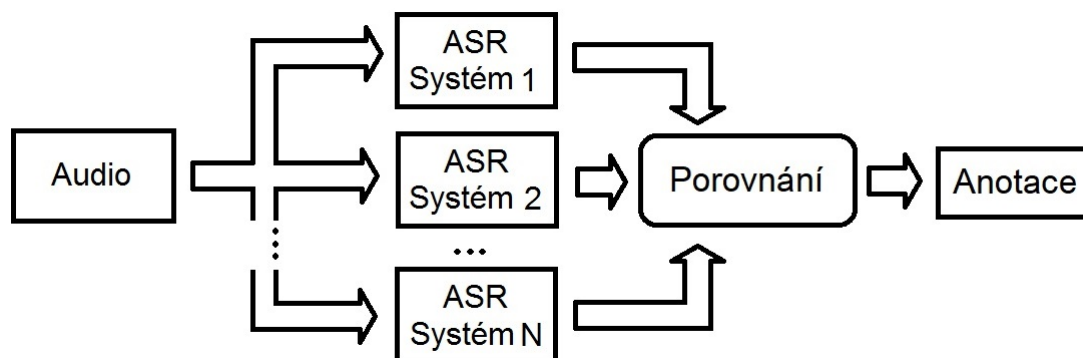 Audio
ASR
Systém 1
ASR
Systém 2
...
ASR
Systém N
Porovnání
Anotace